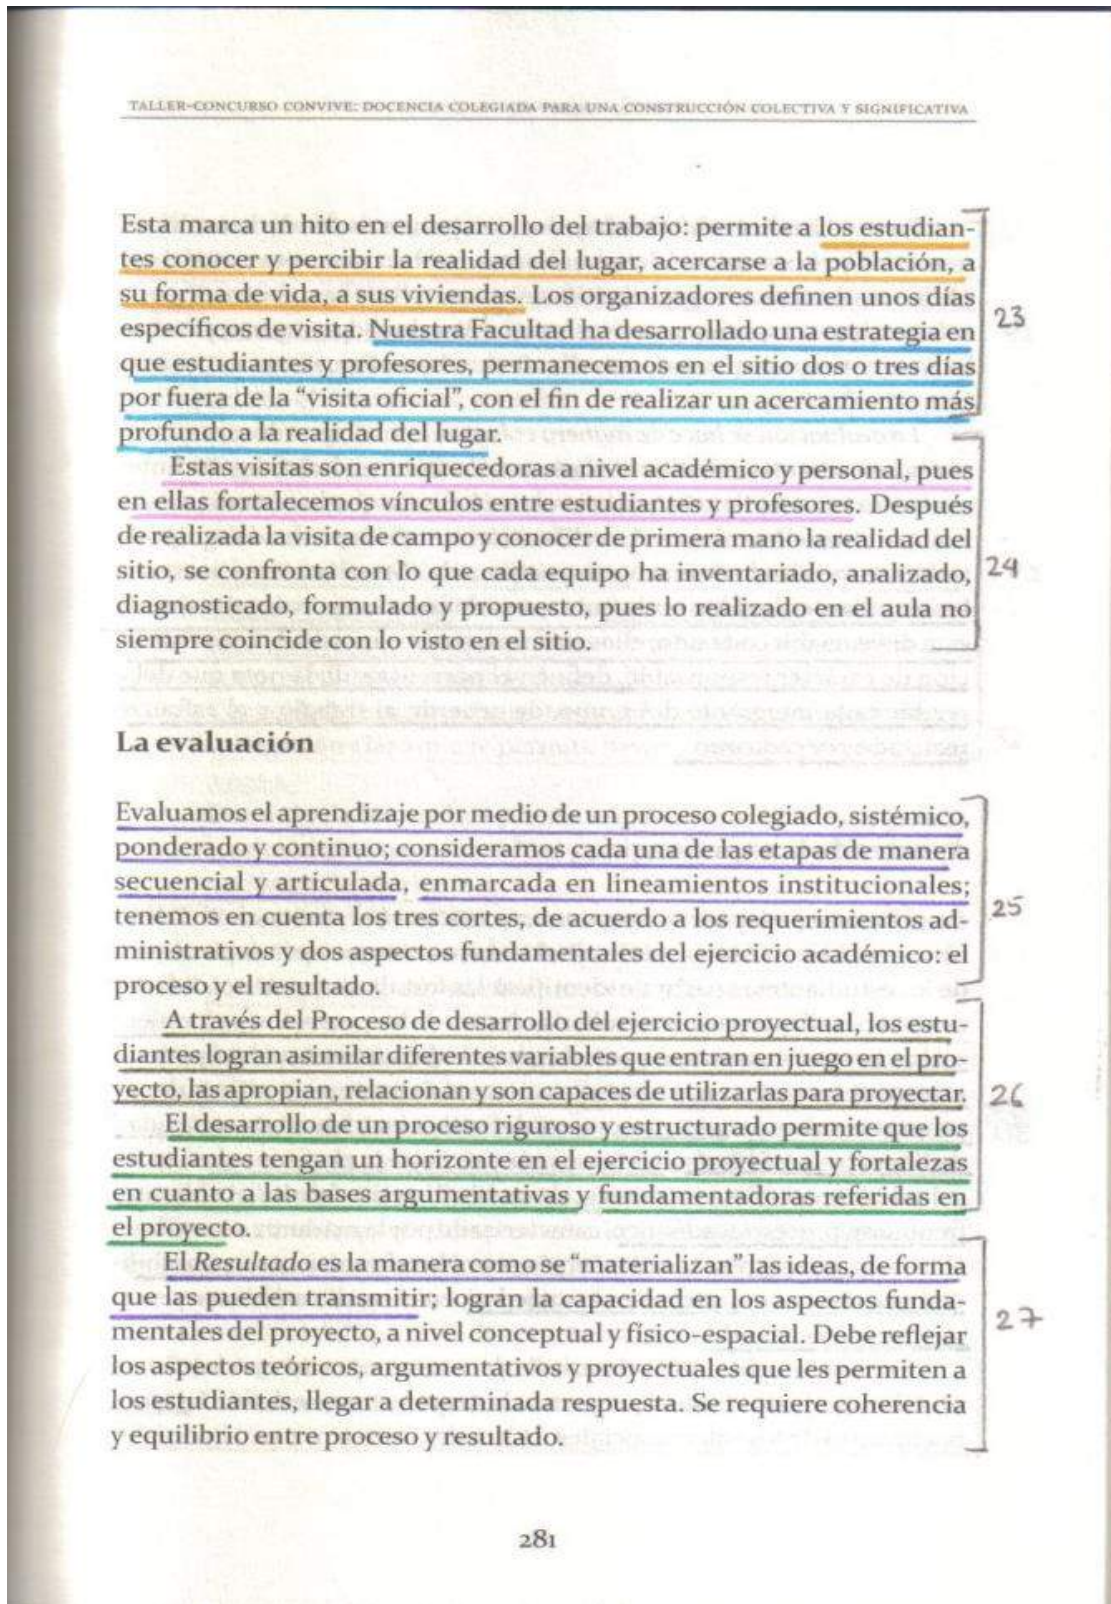 TALLER-CONCURSO CONVIVE: DOCENCIA COLEGIADA PARA UNA CONSTRUCCIÓN COLECTIVA Y SIGNIFICATIVA
Esta marca un hito en el desarrollo del trabajo: permite a los estudian-
tes conocer y percibir la realidad del lugar, acercarse a la población, a
su forma de vida, a sus viviendas. Los organizadores definen unos días
23
específicos de visita. Nuestra Facultad ha desarrollado una estrategia en
que estudiantes y profesores, permanecemos en el sitio dos o tres días
por fuera de la “visita oficial”, con el fin de realizar un acercamiento más
profundo a la realidad del lugar.
Estas visitas son enriquecedoras a nivel académico y personal, pues
en ellas fortalecemos vínculos entre estudiantes y profesores. Después
de realizada la visita de campo y conocer de primera mano la realidad del
sitio, se confronta con lo que cada equipo ha inventariado, analizado,
24
diagnosticado, formulado y propuesto, pues lo realizado en el aula no
siempre coincide con lo visto en el sitio.
La evaluación
Evaluamos el aprendizaje por medio de un proceso colegiado, sistémico,
ponderado y continuo; consideramos cada una de las etapas de manera
secuencial y articulada, enmarcada en lineamientos institucionales;
25
tenemos en cuenta los tres cortes, de acuerdo a los requerimientos ad-
ministrativos y dos aspectos fundamentales del ejercicio académico: el
proceso y el resultado.
A través del Proceso de desarrollo del ejercicio proyectual, los estu-
diantes logran asimilar diferentes variables que entran en juego en el pro-
yecto, las apropian, relacionan y son capaces de utilizarlas para proyectar.
26
El desarrollo de un proceso riguroso y estructurado permite que los
estudiantes tengan un horizonte en el ejercicio proyectual y fortalezas
en cuanto a las bases argumentativas y fundamentadoras referidas en
el proyecto.
El Resultado es la manera como se “materializan” las ideas, de forma
que las pueden transmitir; logran la capacidad en los aspectos funda-
27
mentales del proyecto, a nivel conceptual y físico-espacial. Debe reflejar
los aspectos teóricos, argumentativos y proyectuales que les permiten a
los estudiantes, llegar a determinada respuesta. Se requiere coherencia
y equilibrio entre proceso y resultado.
281